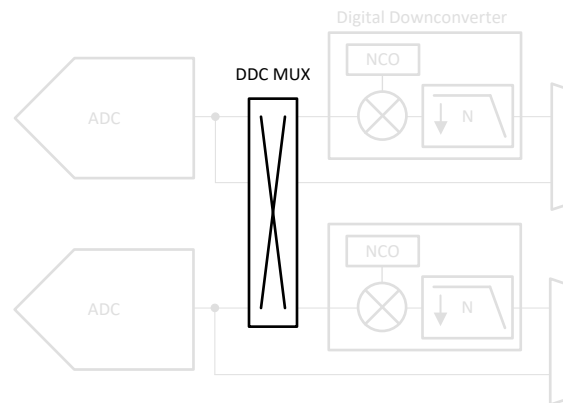 Digital Downconverter
NCO
DDC MUX
ADC
N
NCO
ADC
N